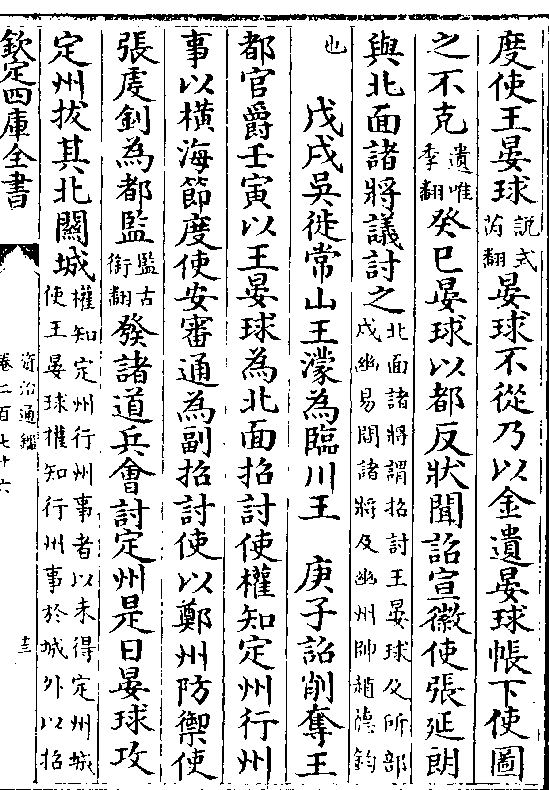 度使王晏球說式芮翻晏球不從乃以金遺晏球帳下使圖
之不克遺唯季翻癸巳晏球以都反狀聞詔宣徽使張延朗
與北面諸將議討之北面諸將謂招討王晏球及所部戍幽易閒諸將及幽州帥趙德鈞
也　戊戌吳徙常山王濛為臨川王　庚子詔削奪王
都官爵壬寅以王晏球為北面招討使權知定州行州
事以橫海節度使安審通為副招討使以鄭州防禦使
張虔釗為都監監古銜翻發諸道兵會討定州是日晏球攻
定州拔其北關城權知定州行州事者以未得定州城使王晏球權知行州事於城外以招
欽定四庫全書
資治通鑑
卷二百七十六